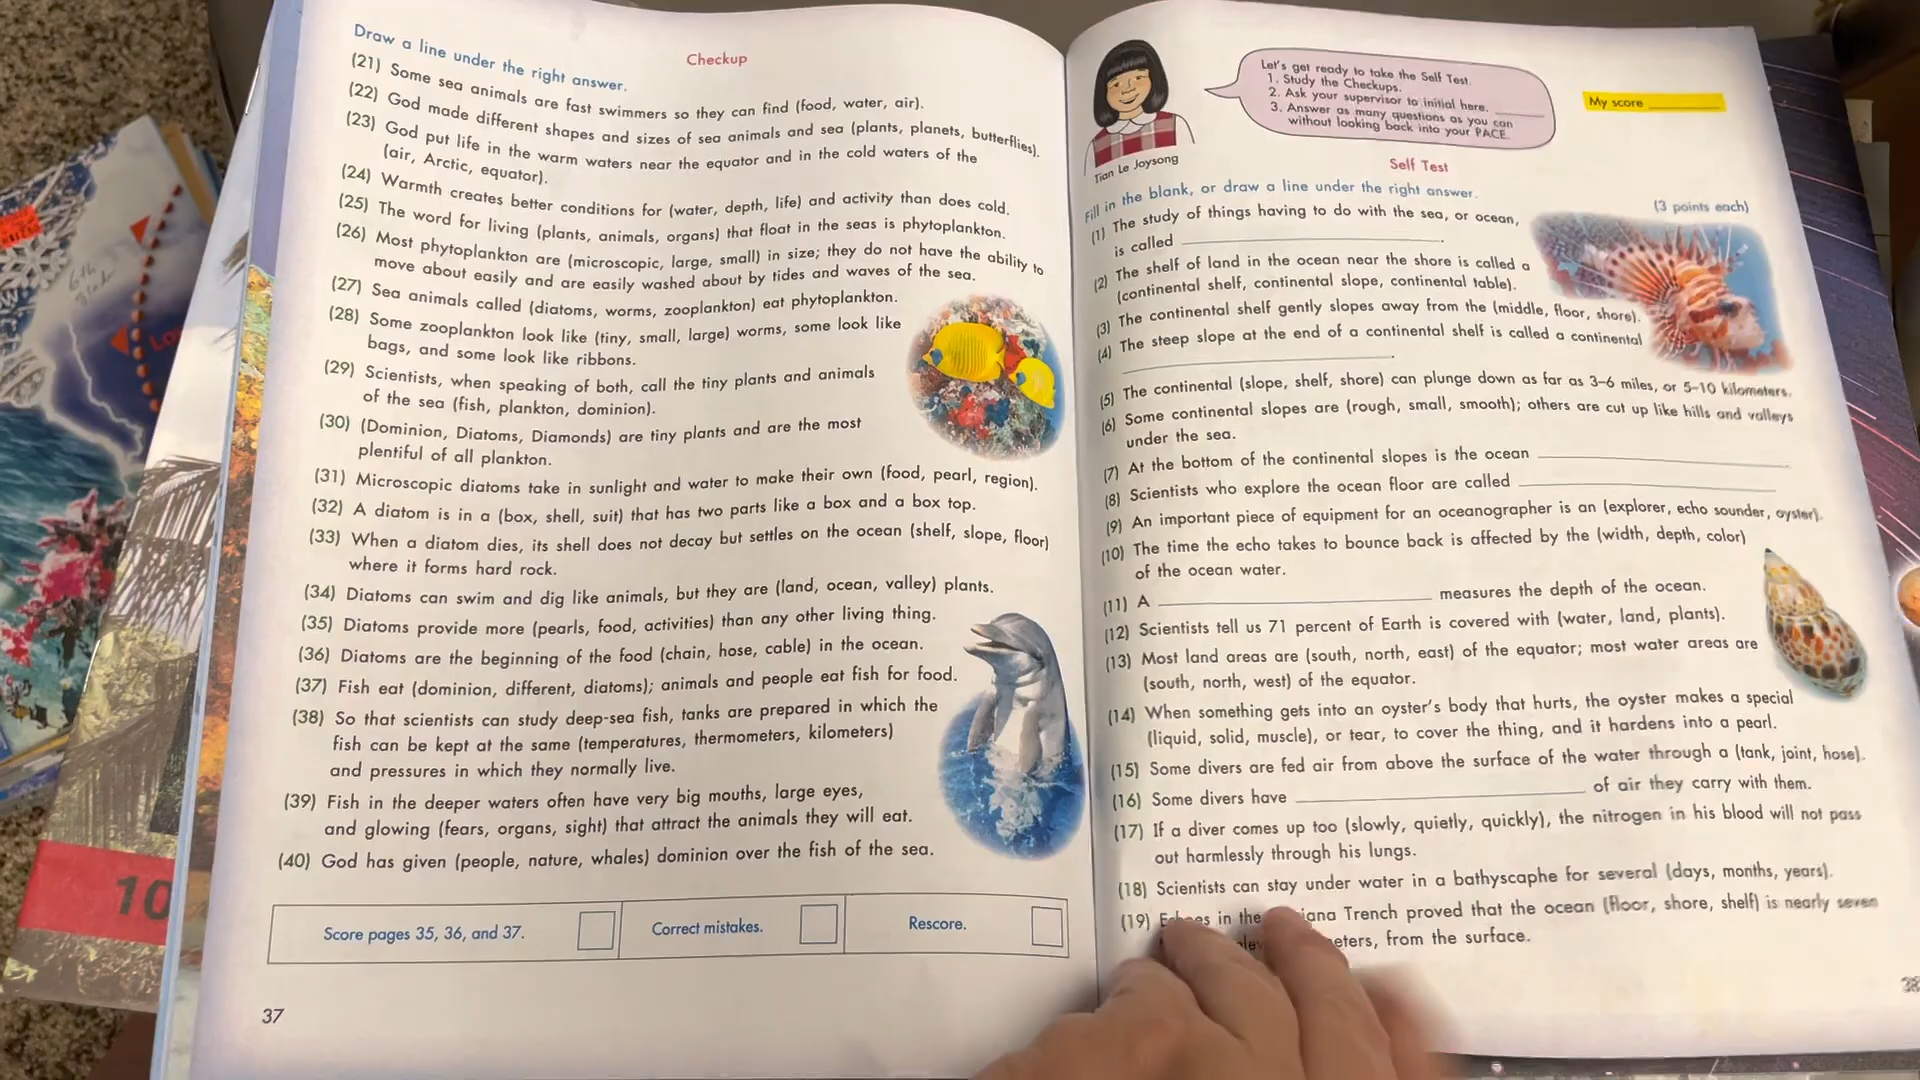 6th
10
Checkup
Draw a line under the right answer.
(21) Some sea animals are fast swimmers so they can find (food, water, air).
(22) God made different shapes and sizes of sea animals and sea (plants, planets, butterflies).
(23) God put life in the warm waters near the equator and in the cold waters of the
(air, Arctic, equator).
(24) Warmth creates better conditions for (water, depth, life) and activity than does cold.
(25) The word for living (plants, animals, organs) that float in the seas is phytoplankton.
(26) Most phytoplankton are (microscopic, large, small) in size; they do not have the ability to
move about easily and are easily washed about by tides and waves of the sea.
(27) Sea animals called (diatoms, worms, zooplankton) eat phytoplankton.
(28) Some zooplankton look like (tiny, small, large) worms, some look like
bags, and some look like ribbons.
(29) Scientists, when speaking of both, call the tiny plants and animals
of the sea (fish, plankton, dominion).
(30) (Dominion, Diatoms, Diamonds) are tiny plants and are the most
plentiful of all plankton.
(31) Microscopic diatoms take in sunlight and water to make their own (food, pearl, region).
(32) A diatom is in a (box, shell, suit) that has two parts like a box and a box top.
(33) When a diatom dies, its shell does not decay but settles on the ocean (shelf, slope, floor)
where it forms hard rock.
(34) Diatoms can swim and dig like animals, but they are (land, ocean, valley) plants.
(35) Diatoms provide more (pearls, food, activities) than any other living thing.
(36) Diatoms are the beginning of the food (chain, hose, cable) in the ocean.
(37) Fish eat (dominion, different, diatoms); animals and people eat fish for food.
(38) So that scientists can study deep-sea fish, tanks are prepared in which the
fish can be kept at the same (temperatures, thermometers, kilometers)
and pressures in which they normally live.
(39) Fish in the deeper waters often have very big mouths, large eyes,
and glowing (fears, organs, sight) that attract the animals they will eat.
(40) God has given (people, nature, whales) dominion over the fish of the sea.
Score pages 35, 36, and 37.
Correct mistakes.
Rescore.
37
Let's get ready to take the Self Test.
1. Study the Checkups.
2. Ask your supervisor to initial here. ______
3. Answer as many questions as you can
without looking back into your PACE.
My score ________
Tian Le Joysong
Self Test
Fill in the blank, or draw a line under the right answer.
(3 points each)
(1) The study of things having to do with the sea, or ocean,
is called ____________________.
(2) The shelf of land in the ocean near the shore is called a
(continental shelf, continental slope, continental table).
(3) The continental shelf gently slopes away from the (middle, floor, shore).
(4) The steep slope at the end of a continental shelf is called a continental
____________________.
(5) The continental (slope, shelf, shore) can plunge down as far as 3–6 miles, or 5–10 kilometers.
(6) Some continental slopes are (rough, small, smooth); others are cut up like hills and valleys
under the sea.
(7) At the bottom of the continental slopes is the ocean ____________________.
(8) Scientists who explore the ocean floor are called ____________________
(9) An important piece of equipment for an oceanographer is an (explorer, echo sounder, oyster).
(10) The time the echo takes to bounce back is affected by the (width, depth, color)
of the ocean water.
(11) A ____________________ measures the depth of the ocean.
(12) Scientists tell us 71 percent of Earth is covered with (water, land, plants).
(13) Most land areas are (south, north, east) of the equator; most water areas are
(south, north, west) of the equator.
(14) When something gets into an oyster's body that hurts, the oyster makes a special
(liquid, solid, muscle), or tear, to cover the thing, and it hardens into a pearl.
(15) Some divers are fed air from above the surface of the water through a (tank, joint, hose).
(16) Some divers have ____________________ of air they carry with them.
(17) If a diver comes up too (slowly, quietly, quickly), the nitrogen in his blood will not pass
out harmlessly through his lungs.
(18) Scientists can stay under water in a bathyscaphe for several (days, months, years).
(19) in the Trench proved that the ocean (floor, shore, shelf) is nearly seven
from the surface.
38